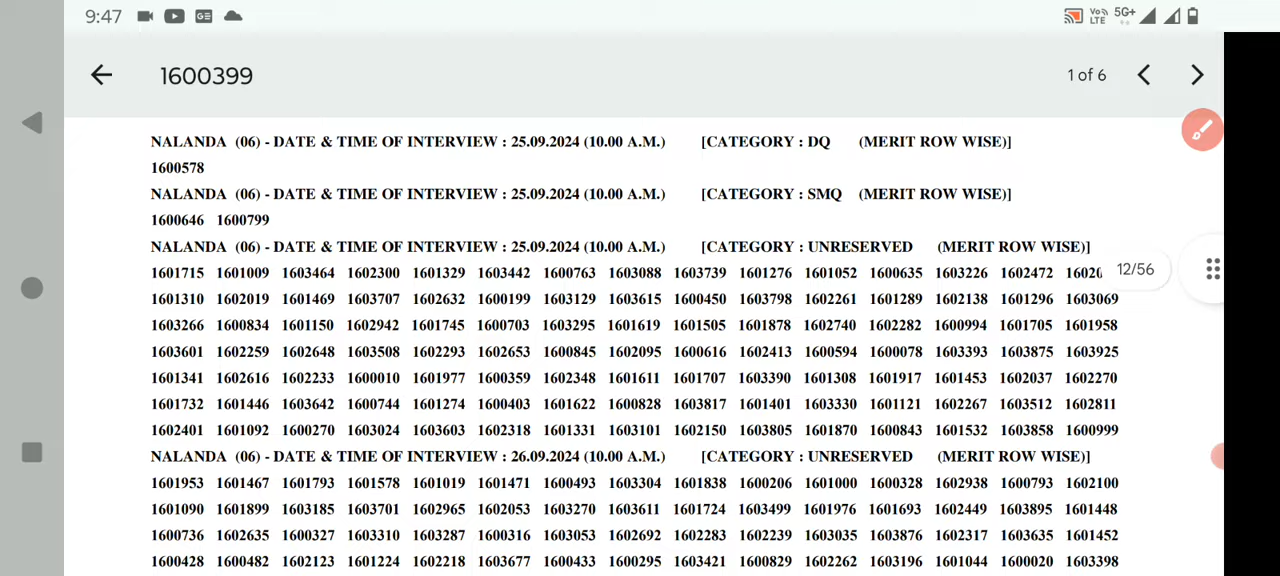 9:47 GE Vo LTE 5G+
1600399 1 of 6
NALANDA (06) - DATE & TIME OF INTERVIEW : 25.09.2024 (10.00 A.M.) [CATEGORY : DQ (MERIT ROW WISE)]
1600578
NALANDA (06) - DATE & TIME OF INTERVIEW : 25.09.2024 (10.00 A.M.) [CATEGORY : SMQ (MERIT ROW WISE)]
1600646 1600799
NALANDA (06) - DATE & TIME OF INTERVIEW : 25.09.2024 (10.00 A.M.) [CATEGORY : UNRESERVED (MERIT ROW WISE)]
1601715 1601009 1603464 1602300 1601329 1603442 1600763 1603088 1603739 1601276 1601052 1600635 1603226 1602472 12/56
1601310 1602019 1601469 1603707 1602632 1600199 1603129 1603615 1600450 1603798 1602261 1601289 1602138 1601296 1603069
1603266 1600834 1601150 1602942 1601745 1600703 1603295 1601619 1601505 1601878 1602740 1602282 1600994 1601705 1601958
1603601 1602259 1602648 1603508 1602293 1602653 1600845 1602095 1600616 1602413 1600594 1600078 1603393 1603875 1603925
1601341 1602616 1602233 1600010 1601977 1600359 1602348 1601611 1601707 1603390 1601308 1601917 1601453 1602037 1602270
1601732 1601446 1603642 1600744 1601274 1600403 1601622 1600828 1603817 1601401 1603330 1601121 1602267 1603512 1602811
1602401 1601092 1600270 1603024 1603603 1602318 1601331 1603101 1602150 1603805 1601870 1600843 1601532 1603858 1600999
NALANDA (06) - DATE & TIME OF INTERVIEW : 26.09.2024 (10.00 A.M.) [CATEGORY : UNRESERVED (MERIT ROW WISE)]
1601953 1601467 1601793 1601578 1601019 1601471 1600493 1603304 1601838 1600206 1601000 1600328 1602938 1600793 1602100
1601090 1601899 1603185 1603701 1602965 1602053 1603270 1603611 1601724 1603499 1601976 1601693 1602449 1603895 1601448
1600736 1602635 1600327 1603310 1603287 1600316 1603053 1602692 1602283 1602239 1603035 1603876 1602317 1603635 1601452
1600428 1600482 1602123 1601224 1602218 1603677 1600433 1600295 1603421 1600829 1602262 1603196 1601044 1600020 1603398